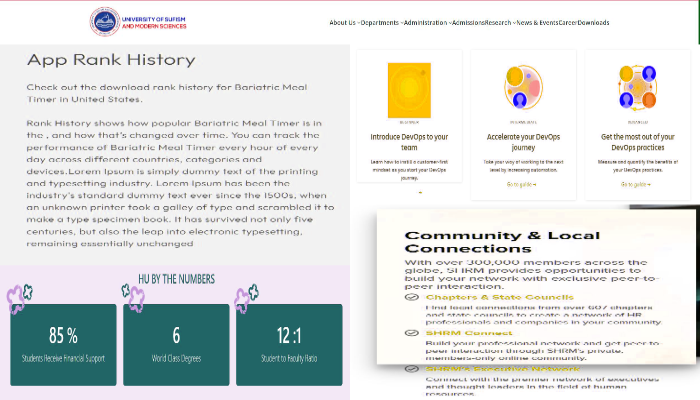 UNIVERSITY OF SUFISM
AND MODERN SCIENCES
About Us Departments Administration Admissions Research News & Events Career Downloads
App Rank History
Check out the download rank history for Bariatric Meal
Timer in United States.
Rank History shows how popular Bariatric Meal Timer is in
the , and how that's changed over time. You can track the
performance of Bariatric Meal Timer every hour of every
day across different countries, categories and
devices.Lorem Ipsum is simply dummy text of the printing
and typesetting industry. Lorem Ipsum has been the
industry's standard dummy text ever since the 1500s, when
an unknown printer took a galley of type and scrambled it to
make a type specimen book. It has survived not only five
centuries, but also the leap into electronic typesetting,
remaining essentially unchanged
HU BY THE NUMBERS
85 %
Students Receive Financial Support
6
World Class Degrees
12 :1
Student to Faculty Ratio
Introduce DevOps to your
team
Learn how to instill a customer-first
mindset as you start your DevOps
journey.
Accelerate your DevOps
journey
Take your way of working to the next
level by increasing automation.
Go to guide →
Get the most out of your
DevOps practices
Measure and quantify the benefits of
your DevOps practices.
Go to guide →
Community & Local
Connections
With over 300,000 members across the
globe, SHRM provides opportunities to
build your network with exclusive peer-to-
peer interaction.
Chapters & State Councils
Find local connections from over 607 chapters
and state councils to create a network of HR
professionals and companies in your community.
SHRM Connect
Build your professional network and get peer-to-
peer interaction through SHRM's private,
members-only online community.
SHRM's Executive Network
Connect with the premier network of executives
and thought leaders in the field of human
resources.